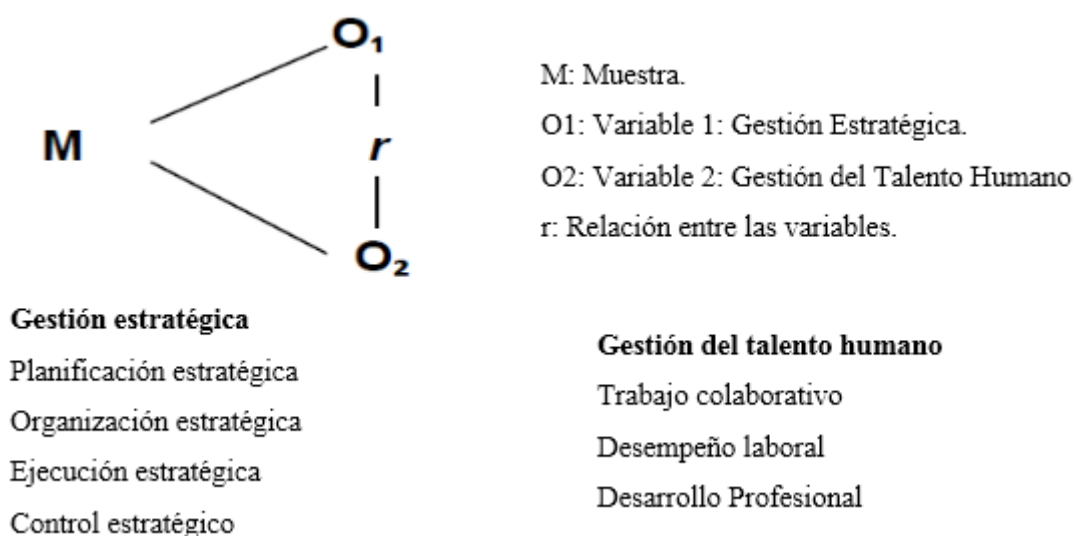 O₁
M
r
O₂
M: Muestra.
O1: Variable 1: Gestión Estratégica.
O2: Variable 2: Gestión del Talento Humano
r: Relación entre las variables.
Gestión estratégica
Planificación estratégica
Organización estratégica
Ejecución estratégica
Control estratégico
Gestión del talento humano
Trabajo colaborativo
Desempeño laboral
Desarrollo Profesional